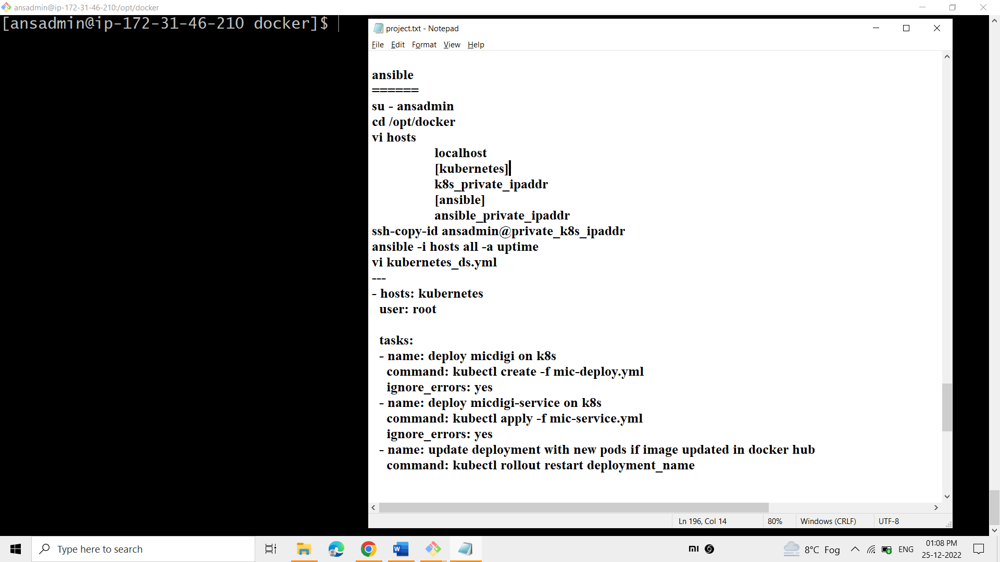 ansadmin@ip-172-31-46-210:/opt/docker
[ansadmin@ip-172-31-46-210 docker]$
project.txt - Notepad
File Edit Format View Help
ansible
======
su - ansadmin
cd /opt/docker
vi hosts
localhost
[kubernetes]
k8s_private_ipaddr
[ansible]
ansible_private_ipaddr
ssh-copy-id ansadmin@private_k8s_ipaddr
ansible -i hosts all -a uptime
vi kubernetes_ds.yml
---
- hosts: kubernetes
user: root
tasks:
- name: deploy micdigi on k8s
command: kubectl create -f mic-deploy.yml
ignore_errors: yes
- name: deploy micdigi-service on k8s
command: kubectl apply -f mic-service.yml
ignore_errors: yes
- name: update deployment with new pods if image updated in docker hub
command: kubectl rollout restart deployment_name
Ln 196, Col 14 80% Windows (CRLF) UTF-8
Type here to search
8°C Fog
ENG
01:08 PM
25-12-2022